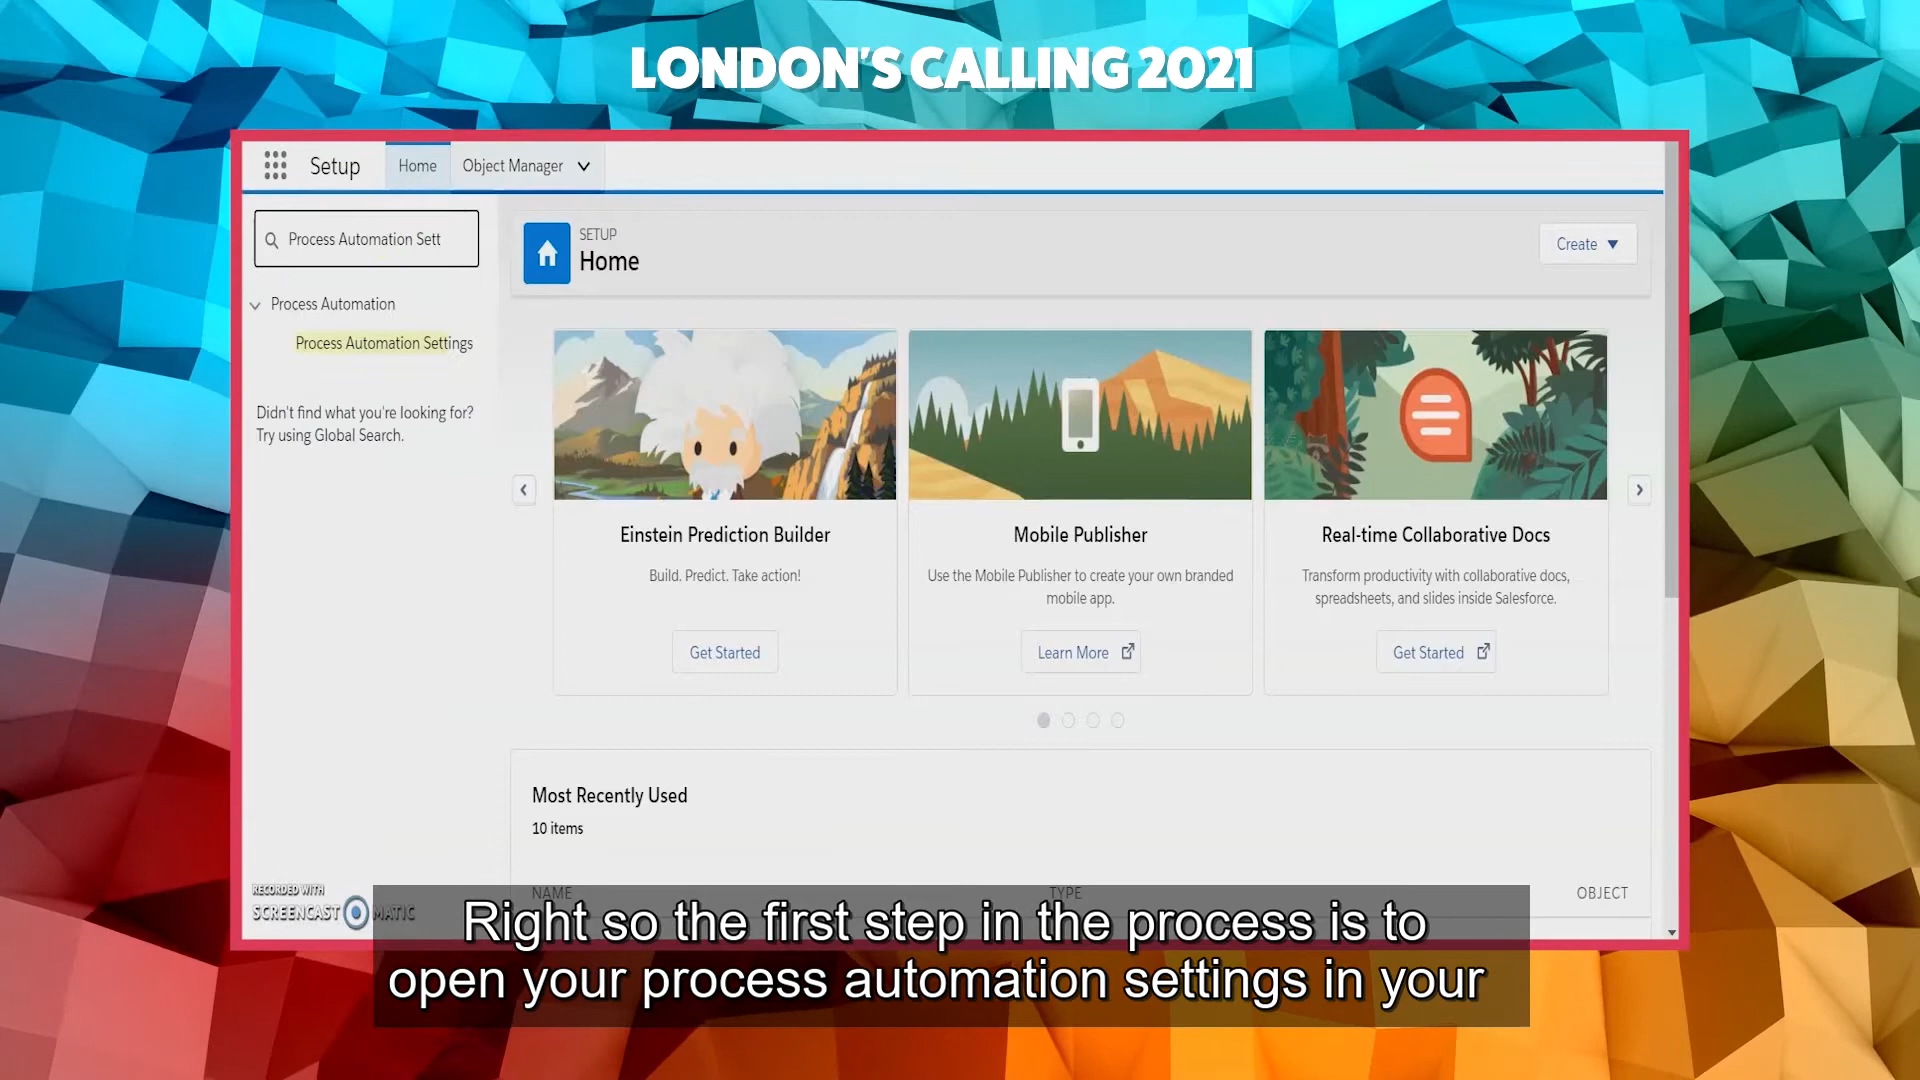 LONDON'S CALLING 2021
Setup
Home
Object Manager
Process Automation Sett
SETUP
Home
Create
Process Automation
Process Automation Settings
Didn't find what you're looking for?
Try using Global Search.
Einstein Prediction Builder
Build. Predict. Take action!
Get Started
Mobile Publisher
Use the Mobile Publisher to create your own branded
mobile app.
Learn More
Real-time Collaborative Docs
Transform productivity with collaborative docs,
spreadsheets, and slides inside Salesforce.
Get Started
Most Recently Used
10 items
NAME
TYPE
OBJECT
RECORDED WITH
SCREENCAST MATIC
Right so the first step in the process is to
open your process automation settings in your